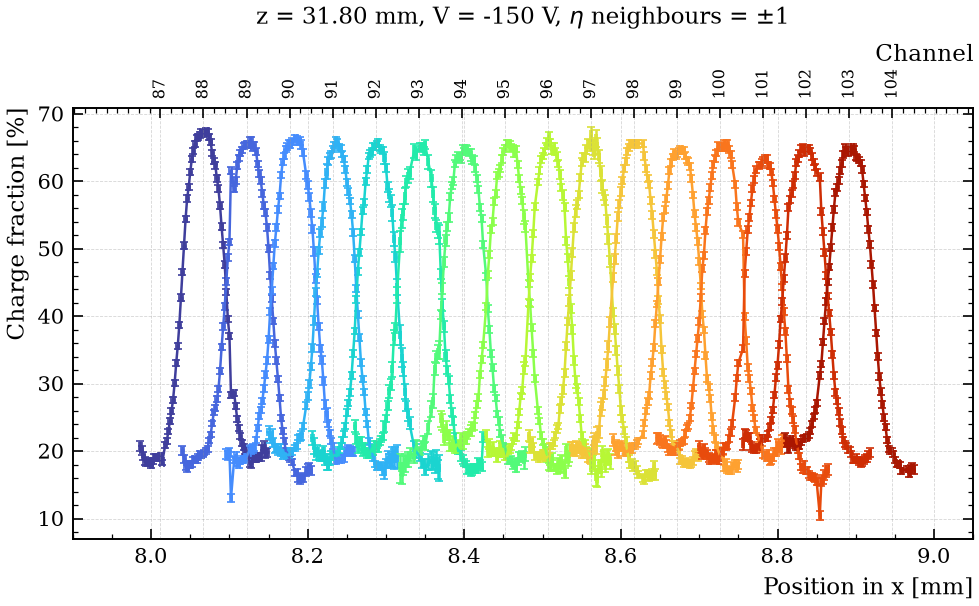 z = 31.80 mm, V = -150 V, η neighbours = ±1
Channel
87 88 89 90 91 92 93 94 95 96 97 98 99 100 101 102 103 104
Charge fraction [%]
70
60
50
40
30
20
10
8.0 8.2 8.4 8.6 8.8 9.0
Position in x [mm]